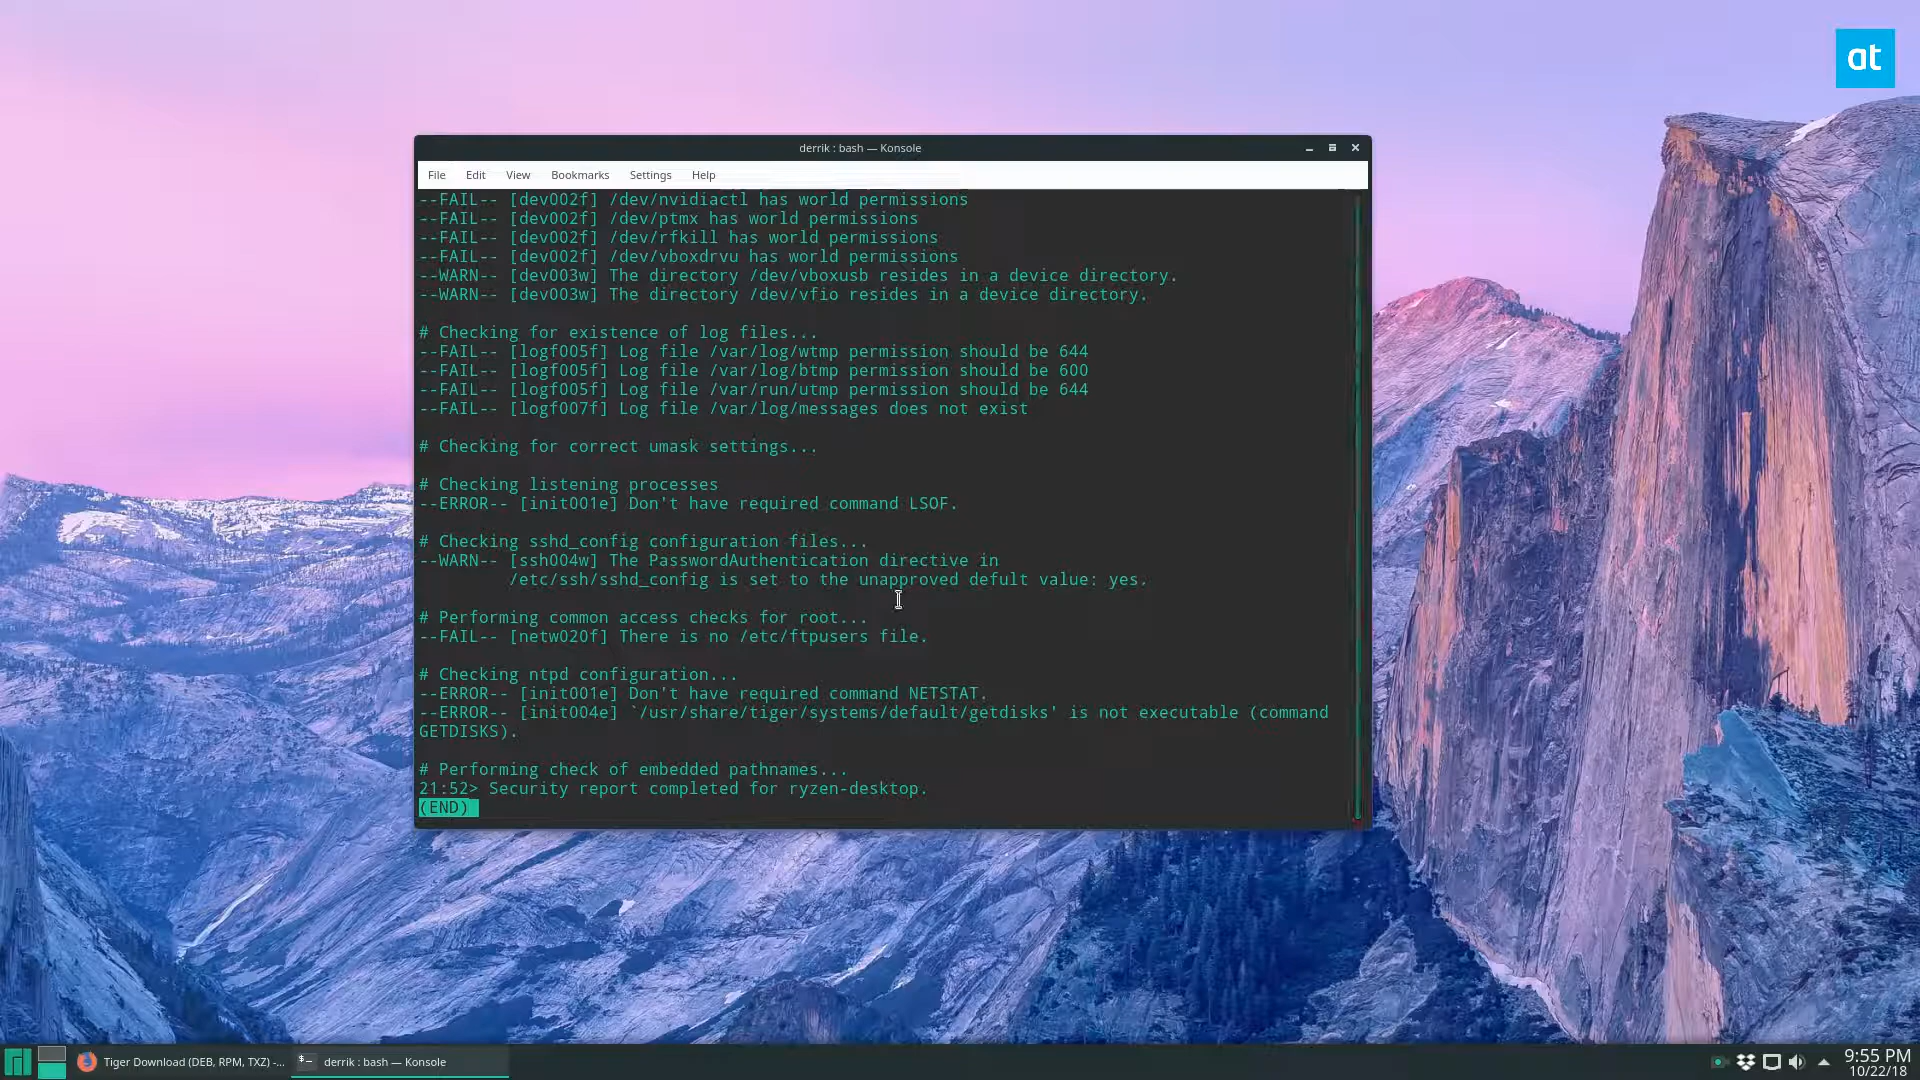 at
derrik : bash — Konsole
File Edit View Bookmarks Settings Help
--FAIL-- [dev002f] /dev/nvidiactl has world permissions
--FAIL-- [dev002f] /dev/ptmx has world permissions
--FAIL-- [dev002f] /dev/rfkill has world permissions
--FAIL-- [dev002f] /dev/vboxdrvu has world permissions
--WARN-- [dev003w] The directory /dev/vboxusb resides in a device directory.
--WARN-- [dev003w] The directory /dev/vfio resides in a device directory.
# Checking for existence of log files...
--FAIL-- [logf005f] Log file /var/log/wtmp permission should be 644
--FAIL-- [logf005f] Log file /var/log/btmp permission should be 600
--FAIL-- [logf005f] Log file /var/run/utmp permission should be 644
--FAIL-- [logf007f] Log file /var/log/messages does not exist
# Checking for correct umask settings...
# Checking listening processes
--ERROR-- [init001e] Don't have required command LSOF.
# Checking sshd_config configuration files...
--WARN-- [ssh004w] The PasswordAuthentication directive in
/etc/ssh/sshd_config is set to the unapproved defult value: yes.
# Performing common access checks for root...
--FAIL-- [netw020f] There is no /etc/ftpusers file.
# Checking ntpd configuration...
--ERROR-- [init001e] Don't have required command NETSTAT.
--ERROR-- [init004e] `/usr/share/tiger/systems/default/getdisks' is not executable (command
GETDISKS).
# Performing check of embedded pathnames...
21:52> Security report completed for ryzen-desktop.
(END)
Tiger Download (DEB, RPM, TXZ) -...
derrik : bash — Konsole
9:55 PM
10/22/18